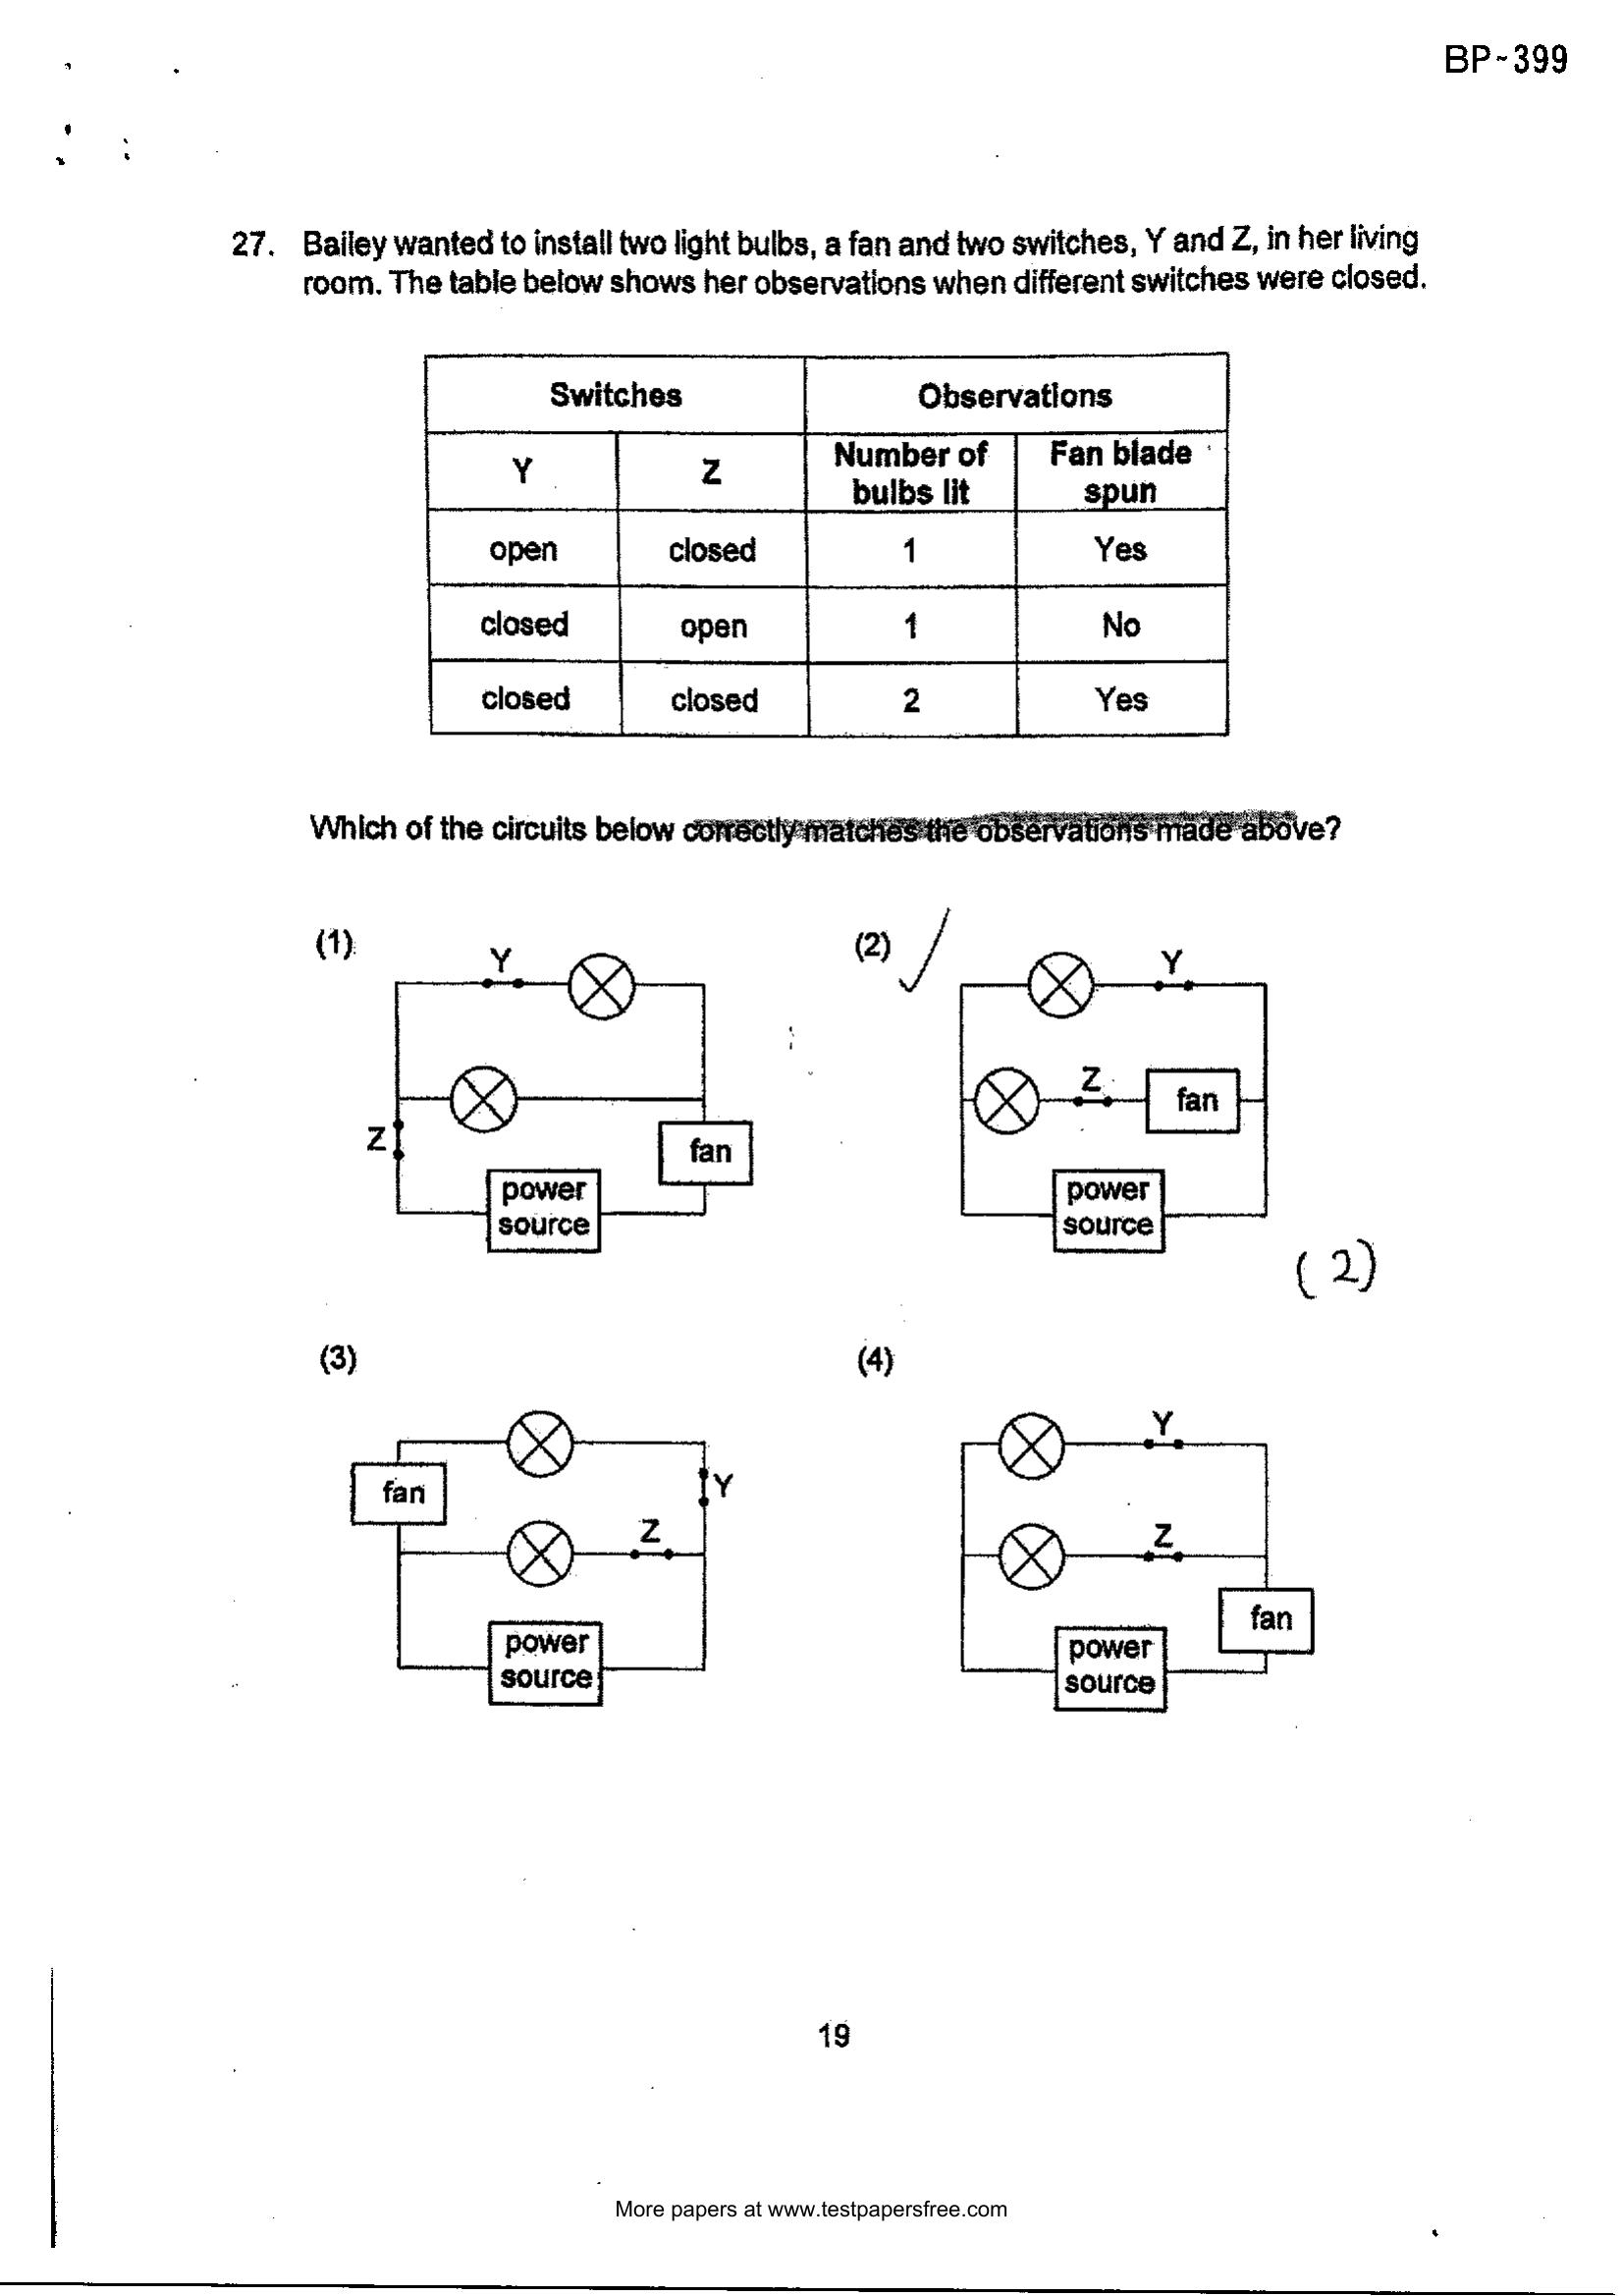 BP-399
27. Bailey wanted to install two light bulbs, a fan and two switches, Y and Z, in her living
room. The table below shows her observations when different switches were closed.
Switches Observations
Y Z Number of bulbs lit Fan blade spun
open closed 1 Yes
closed open 1 No
closed closed 2 Yes
Which of the circuits below correctly matches the observations made above?
(1) (2)
Y
Z
fan
power
source
Y
Z
fan
power
source
(2)
(3) (4)
fan
Y
Z
power
source
Y
Z
fan
power
source
19
More papers at www.testpapersfree.com